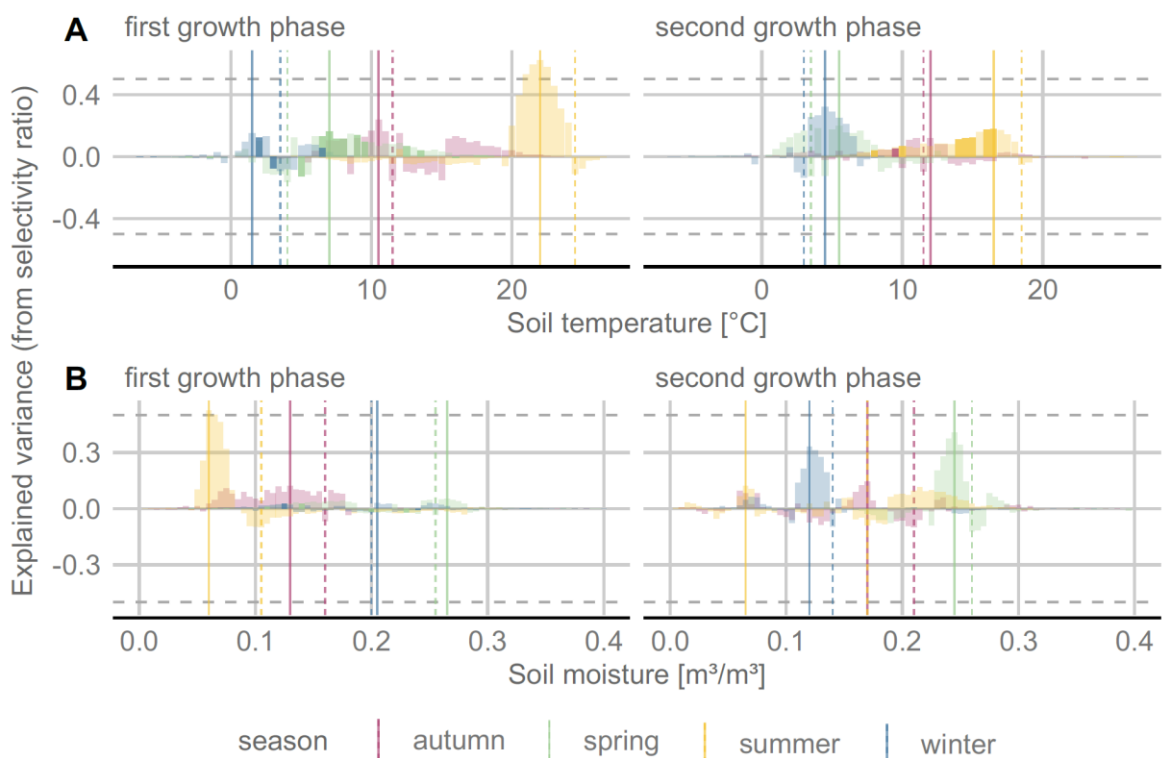 A first growth phase second growth phase
Explained variance (from selectivity ratio)
0.4
0.0
-0.4
0 10 20 0 10 20
Soil temperature [°C]
B first growth phase second growth phase
0.3
0.0
-0.3
0.0 0.1 0.2 0.3 0.4 0.0 0.1 0.2 0.3 0.4
Soil moisture [m³/m³]
season autumn spring summer winter